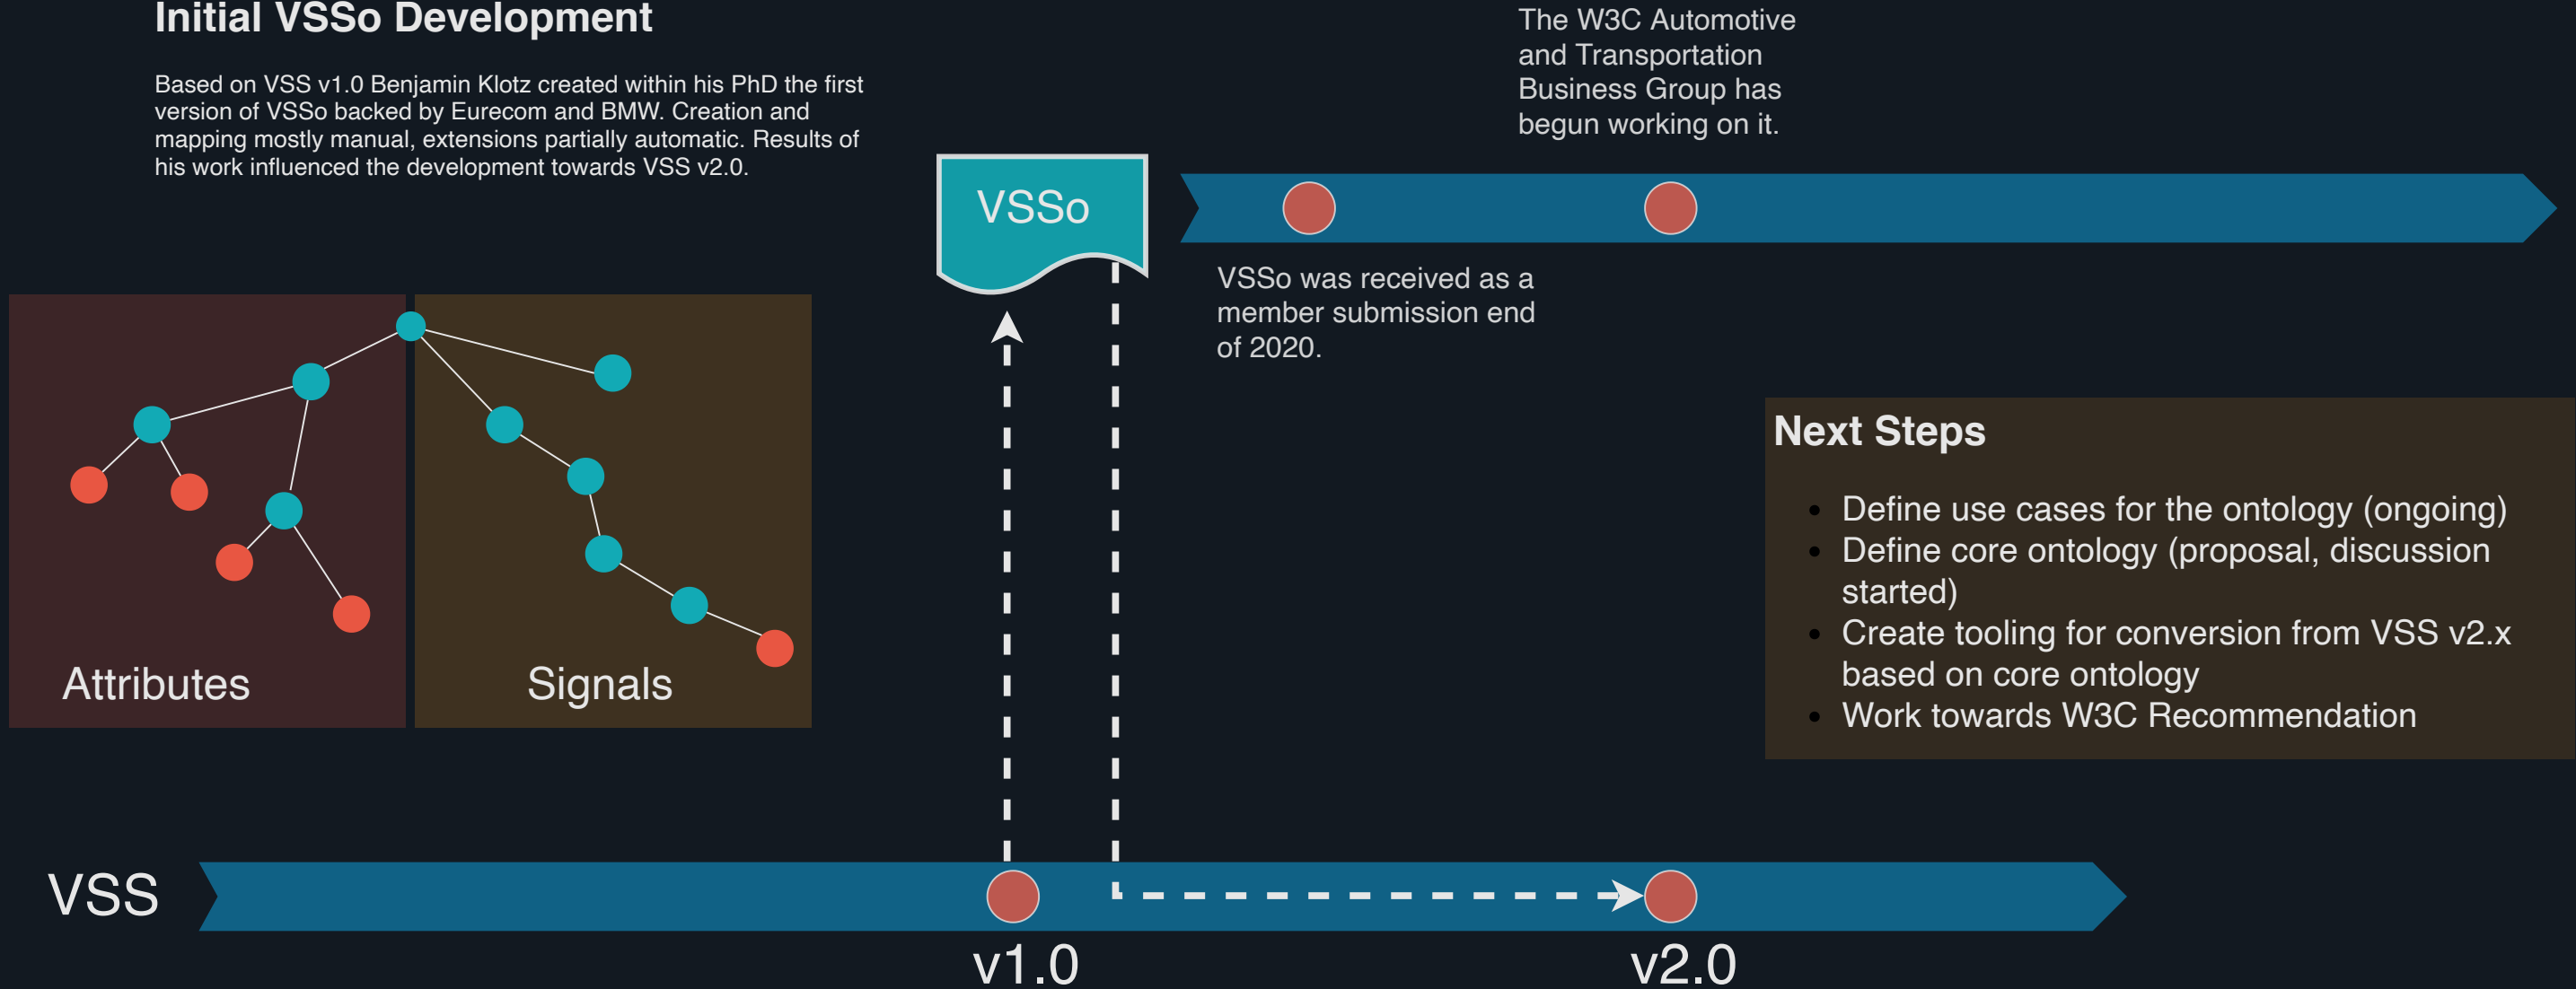 Initial VSSo Development
Based on VSS v1.0 Benjamin Klotz created within his PhD the first
version of VSSo backed by Eurecom and BMW. Creation and
mapping mostly manual, extensions partially automatic. Results of
his work influenced the development towards VSS v2.0.
The W3C Automotive
and Transportation
Business Group has
begun working on it.
VSSo
VSSo was received as a
member submission end
of 2020.
Attributes
Signals
Next Steps
• Define use cases for the ontology (ongoing)
• Define core ontology (proposal, discussion
started)
• Create tooling for conversion from VSS v2.x
based on core ontology
• Work towards W3C Recommendation
VSS
v1.0
v2.0